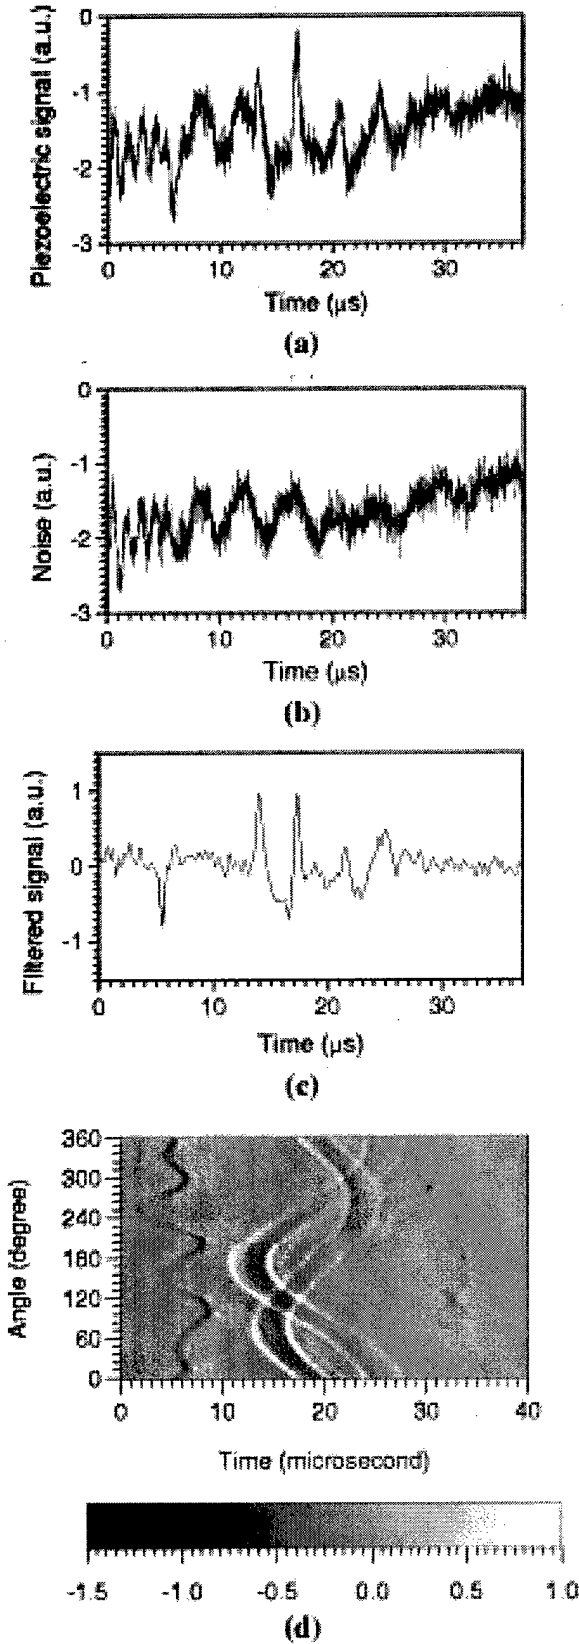 Piezoelectric signal (a.u.)
0
-1
-2
-3
0 10 20 30
Time (μs)
(a)
Noise (a.u.)
0
-1
-2
-3
0 10 20 30
Time (μs)
(b)
Filtered signal (a.u.)
1
0
-1
0 10 20 30
Time (μs)
(c)
Angle (degree)
360
300
240
180
120
60
0
0 10 20 30 40
Time (microsecond)
-1.5 -1.0 -0.5 0.0 0.5 1.0
(d)